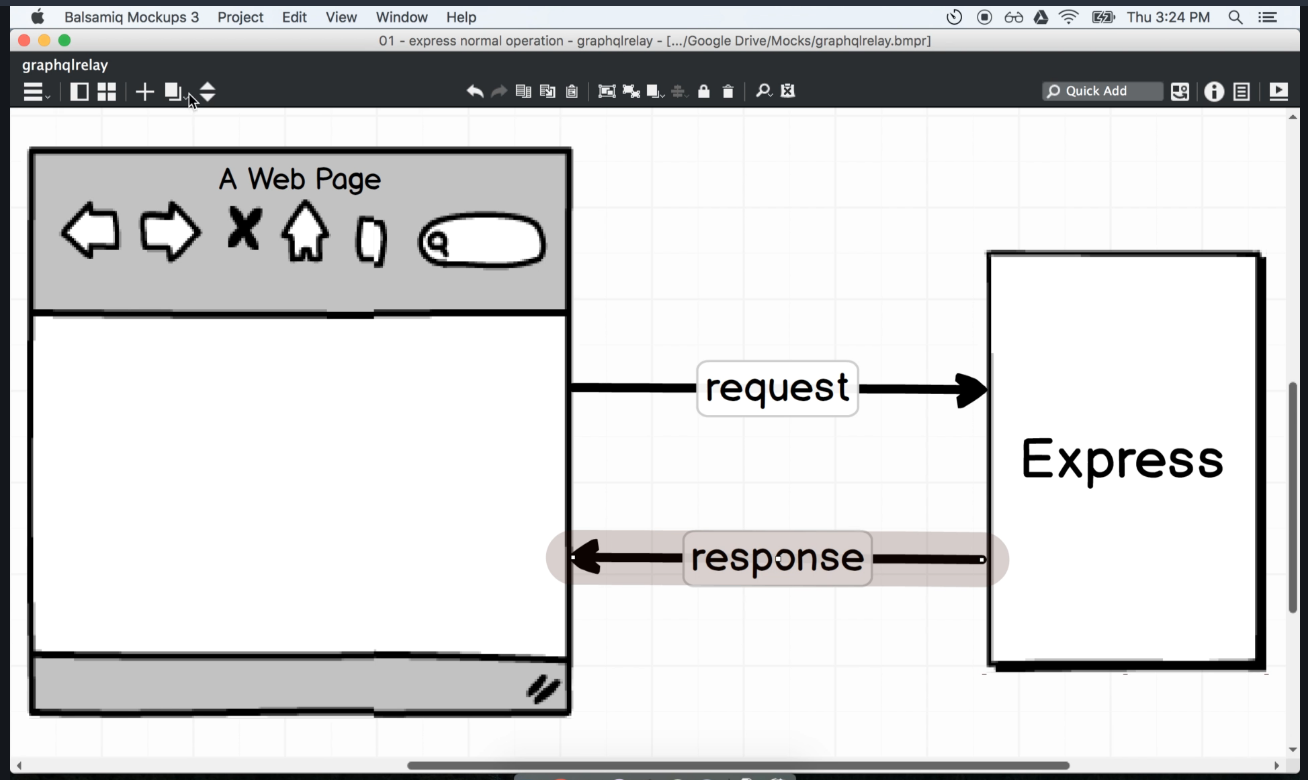 Balsamiq Mockups 3 Project Edit View Window Help Thu 3:24 PM
01 - express normal operation - graphqlrelay - [.../Google Drive/Mocks/graphqlrelay.bmpr]
graphqlrelay
Quick Add
A Web Page
request
Express
response